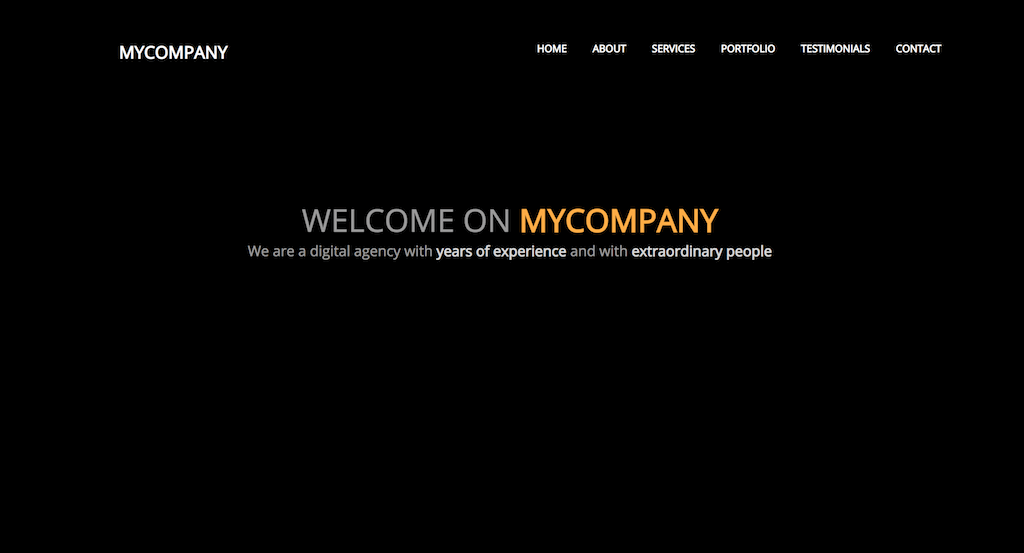 MYCOMPANY
HOME ABOUT SERVICES PORTFOLIO TESTIMONIALS CONTACT
WELCOME ON MYCOMPANY
We are a digital agency with years of experience and with extraordinary people